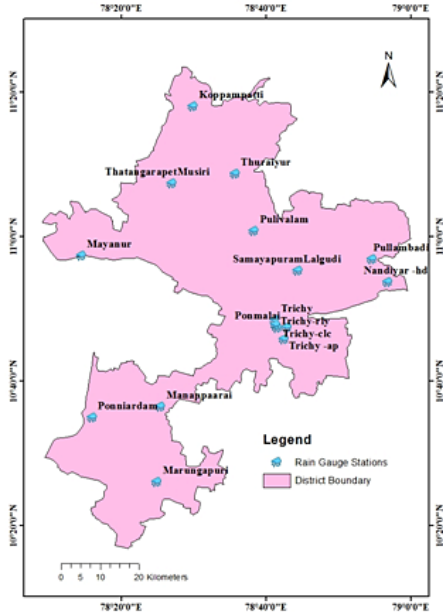 78°20'0"E 78°40'0"E 79°0'0"E
N
11°20'0"N 11°20'0"N
Koppampatti
Thuraiyur
ThatangarapetMusiri
Pulivalam
11°0'0"N 11°0'0"N
Mayanur
Pullambadi
SamayapuramLalgudi
Nandiyar -hd
Trichy
Ponmalai
Trichy-rly
Trichy-clc
Trichy -ap
10°40'0"N 10°40'0"N
Manappaarai
Ponniardam
Marungapuri
Legend
Rain Gauge Stations
District Boundary
10°20'0"N 10°20'0"N
0 5 10 20 Kilometers
78°20'0"E 78°40'0"E 79°0'0"E